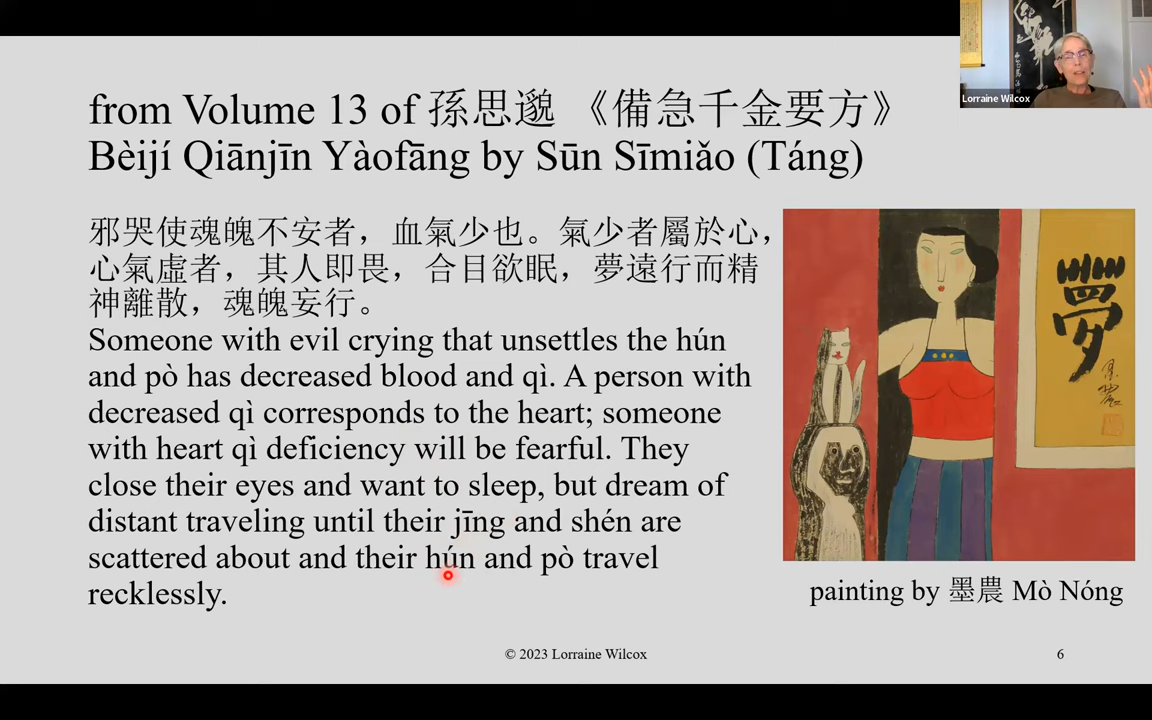 from Volume 13 of 孫思邈 《備急千金要方》
Bèijí Qiānjīn Yàofāng by Sūn Sīmiǎo (Táng)
邪哭使魂魄不安者，血氣少也。氣少者屬於心，
心氣虛者，其人即畏，合目欲眠，夢遠行而精
神離散，魂魄妄行。
Someone with evil crying that unsettles the hún
and pò has decreased blood and qì. A person with
decreased qì corresponds to the heart; someone
with heart qì deficiency will be fearful. They
close their eyes and want to sleep, but dream of
distant traveling until their jīng and shén are
scattered about and their hún and pò travel
recklessly.
夢
墨農
painting by 墨農 Mò Nóng
© 2023 Lorraine Wilcox
6
Lorraine Wilcox